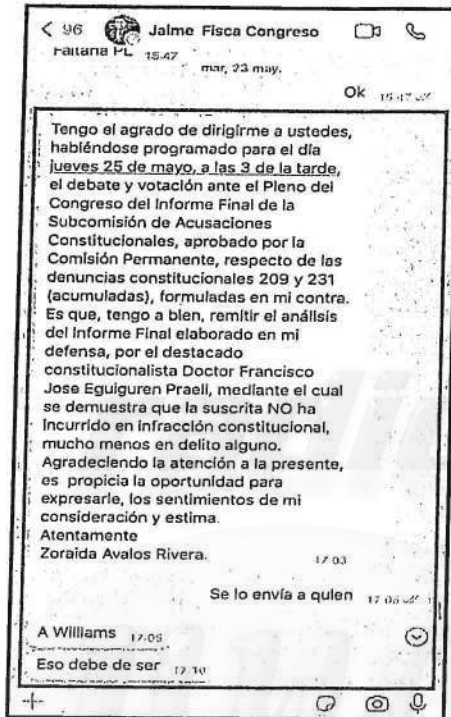 < 96 Jaime Fisca Congreso
Faltaria PL 15:47
mar, 23 may.
Ok 15:47
Tengo el agrado de dirigirme a ustedes,
habiéndose programado para el día
jueves 25 de mayo, a las 3 de la tarde,
el debate y votación ante el Pleno del
Congreso del Informe Final de la
Subcomisión de Acusaciones
Constitucionales, aprobado por la
Comisión Permanente, respecto de las
denuncias constitucionales 209 y 231
(acumuladas), formuladas en mi contra.
Es que, tengo a bien, remitir el análisis
del Informe Final elaborado en mi
defensa, por el destacado
constitucionalista Doctor Francisco
Jose Eguiguren Praeli, mediante el cual
se demuestra que la suscrita NO ha
incurrido en infracción constitucional,
mucho menos en delito alguno.
Agradeciendo la atención a la presente,
es propicia la oportunidad para
expresarle, los sentimientos de mi
consideración y estima.
Atentamente
Zoraida Avalos Rivera. 17:03
Se lo envía a quien 17:08
A Williams 17:09
Eso debe de ser 17:10